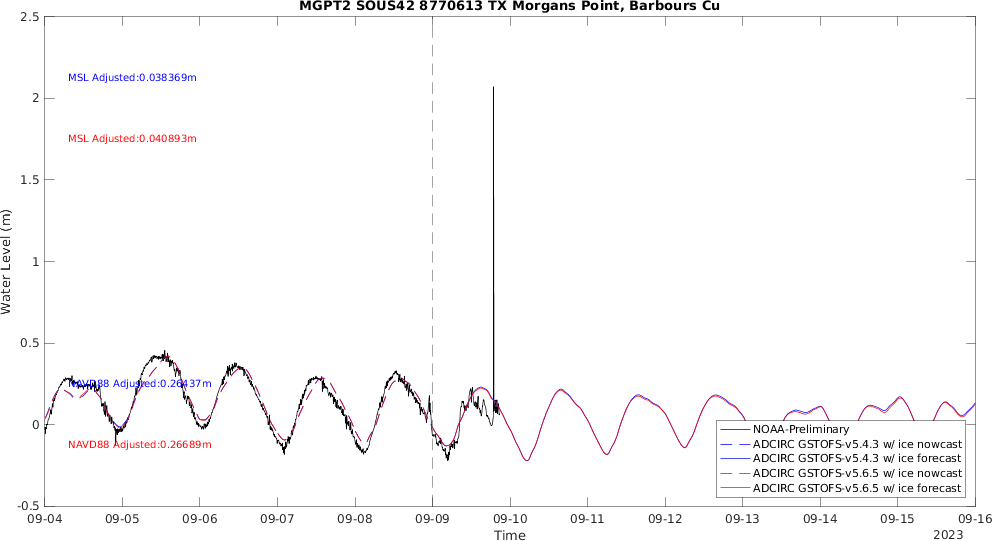 MGPT2 SOUS42 8770613 TX Morgans Point, Barbours Cu
2.5
2
1.5
1
0.5
0
-0.5
Water Level (m)
MSL Adjusted:0.038369m
MSL Adjusted:0.040893m
NAVD88 Adjusted:0.26437m
NAVD88 Adjusted:0.26689m
NOAA-Preliminary
ADCIRC GSTOFS-v5.4.3 w/ ice nowcast
ADCIRC GSTOFS-v5.4.3 w/ ice forecast
ADCIRC GSTOFS-v5.6.5 w/ ice nowcast
ADCIRC GSTOFS-v5.6.5 w/ ice forecast
09-04 09-05 09-06 09-07 09-08 09-09 09-10 09-11 09-12 09-13 09-14 09-15 09-16
Time
2023